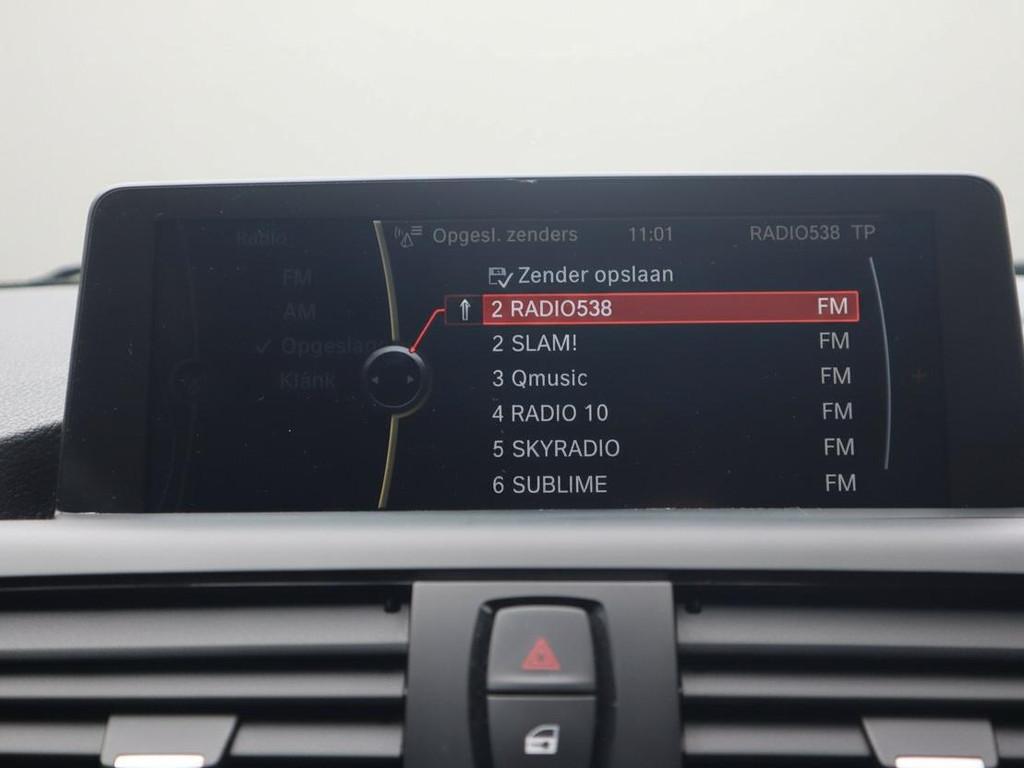 Radio
FM
AM
Opgeslag
Klank
Opgesl. zenders 11:01 RADIO538 TP
Zender opslaan
2 RADIO538 FM
2 SLAM! FM
3 Qmusic FM
4 RADIO 10 FM
5 SKYRADIO FM
6 SUBLIME FM